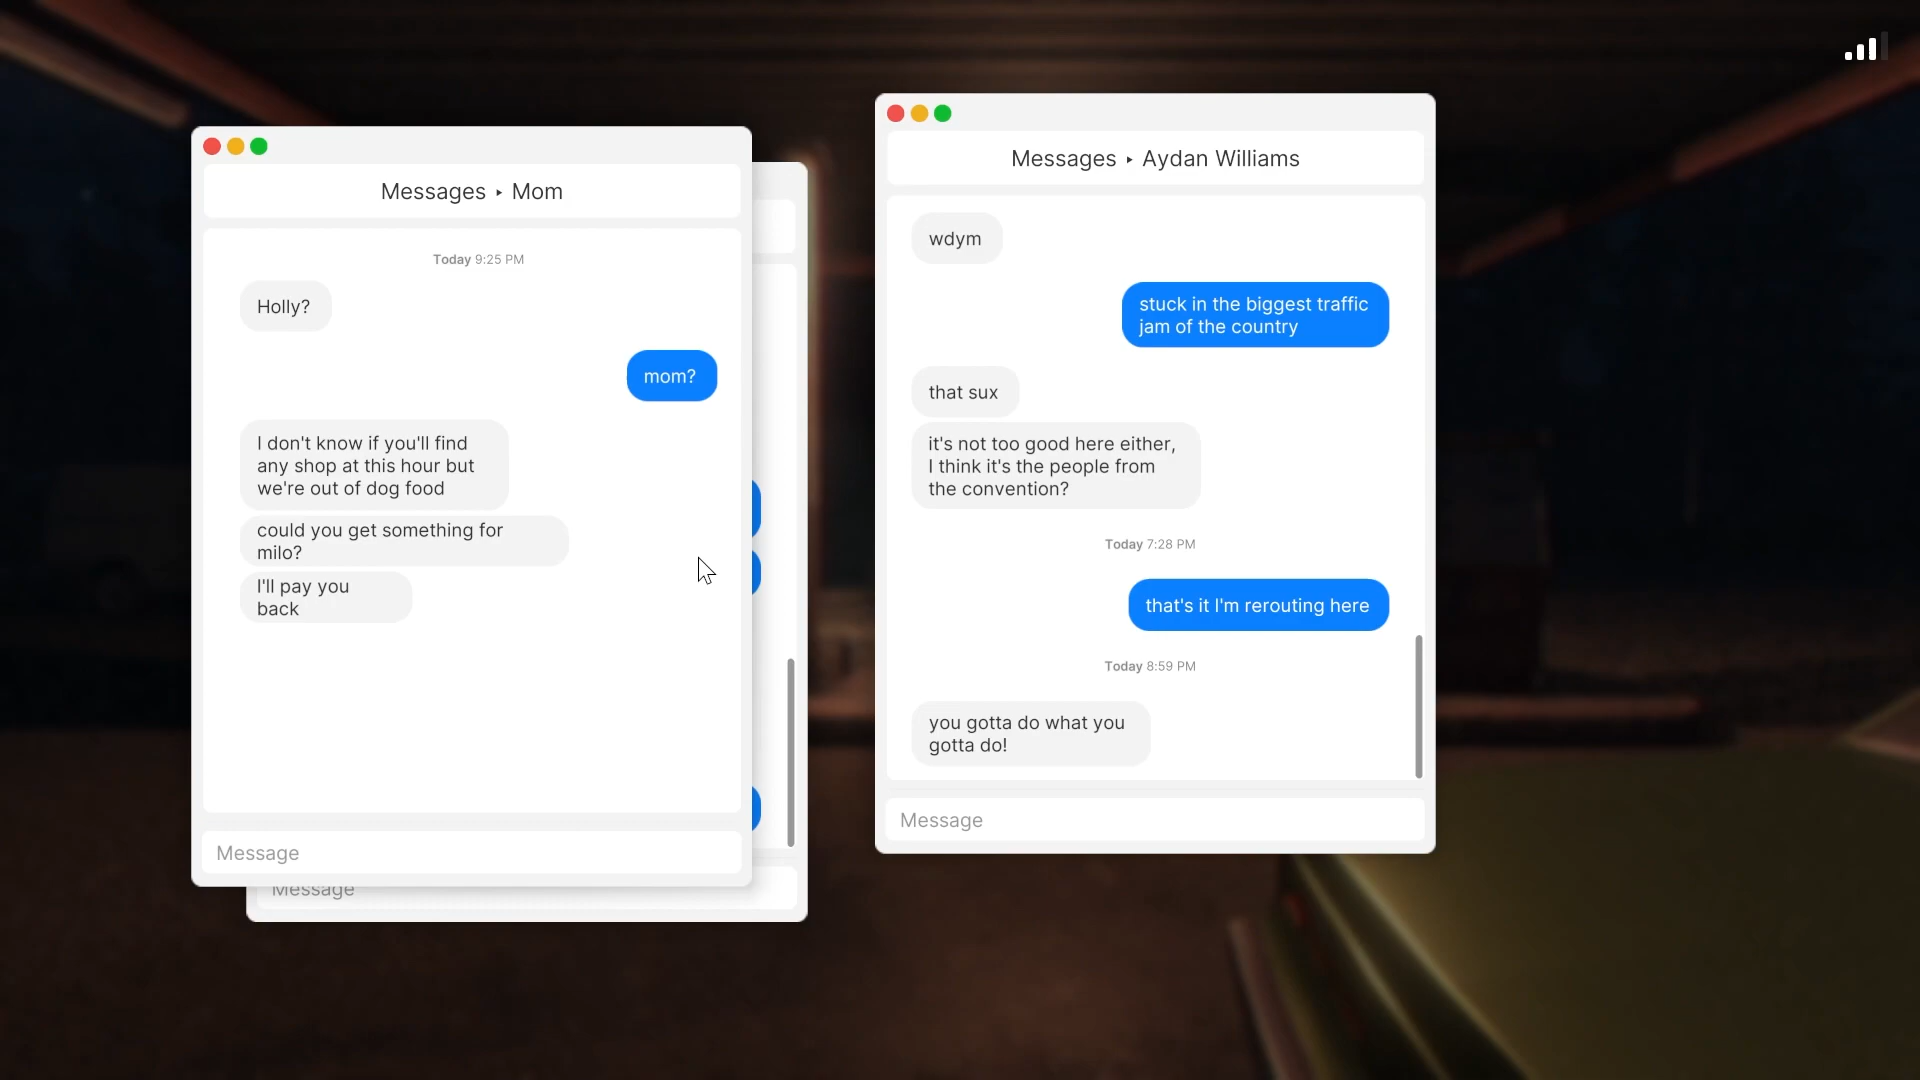 Messages ▸ Mom
Today 9:25 PM
Holly?
mom?
I don't know if you'll find
any shop at this hour but
we're out of dog food
could you get something for
milo?
I'll pay you
back
Message
Message
Messages ▸ Aydan Williams
wdym
stuck in the biggest traffic
jam of the country
that sux
it's not too good here either,
I think it's the people from
the convention?
Today 7:28 PM
that's it I'm rerouting here
Today 8:59 PM
you gotta do what you
gotta do!
Message